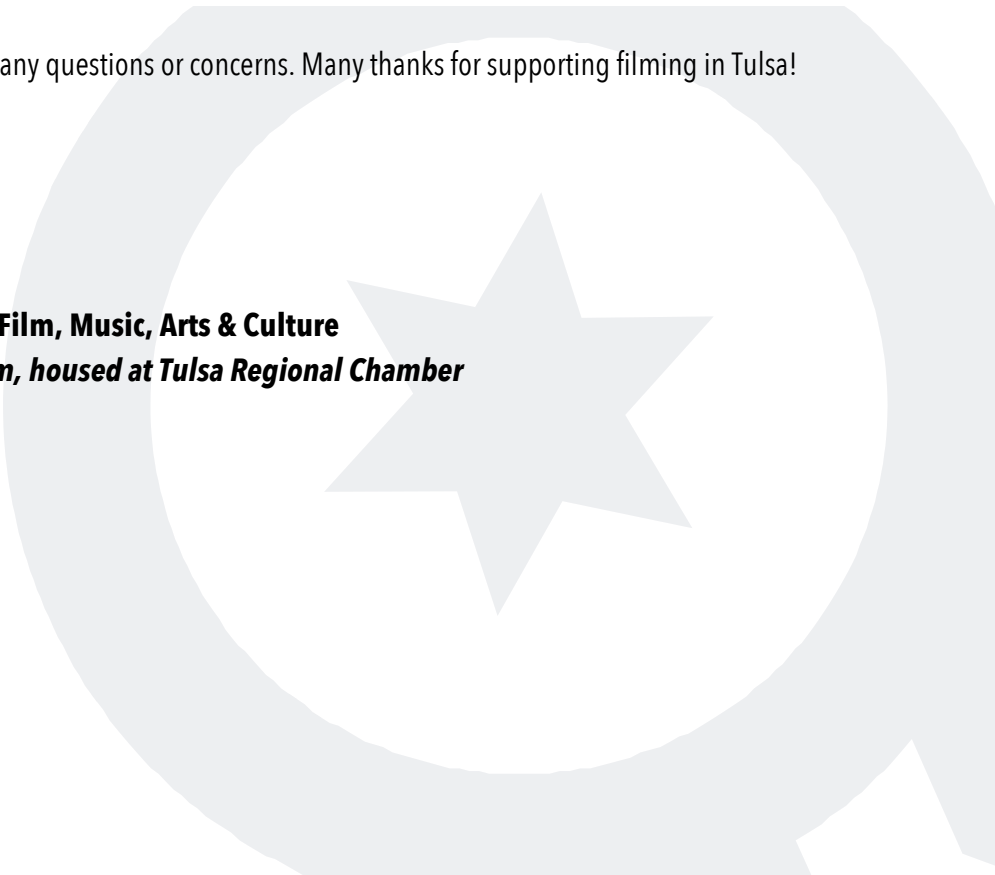 any questions or concerns. Many thanks for supporting filming in Tulsa!
Film, Music, Arts & Culture
housed at Tulsa Regional Chamber